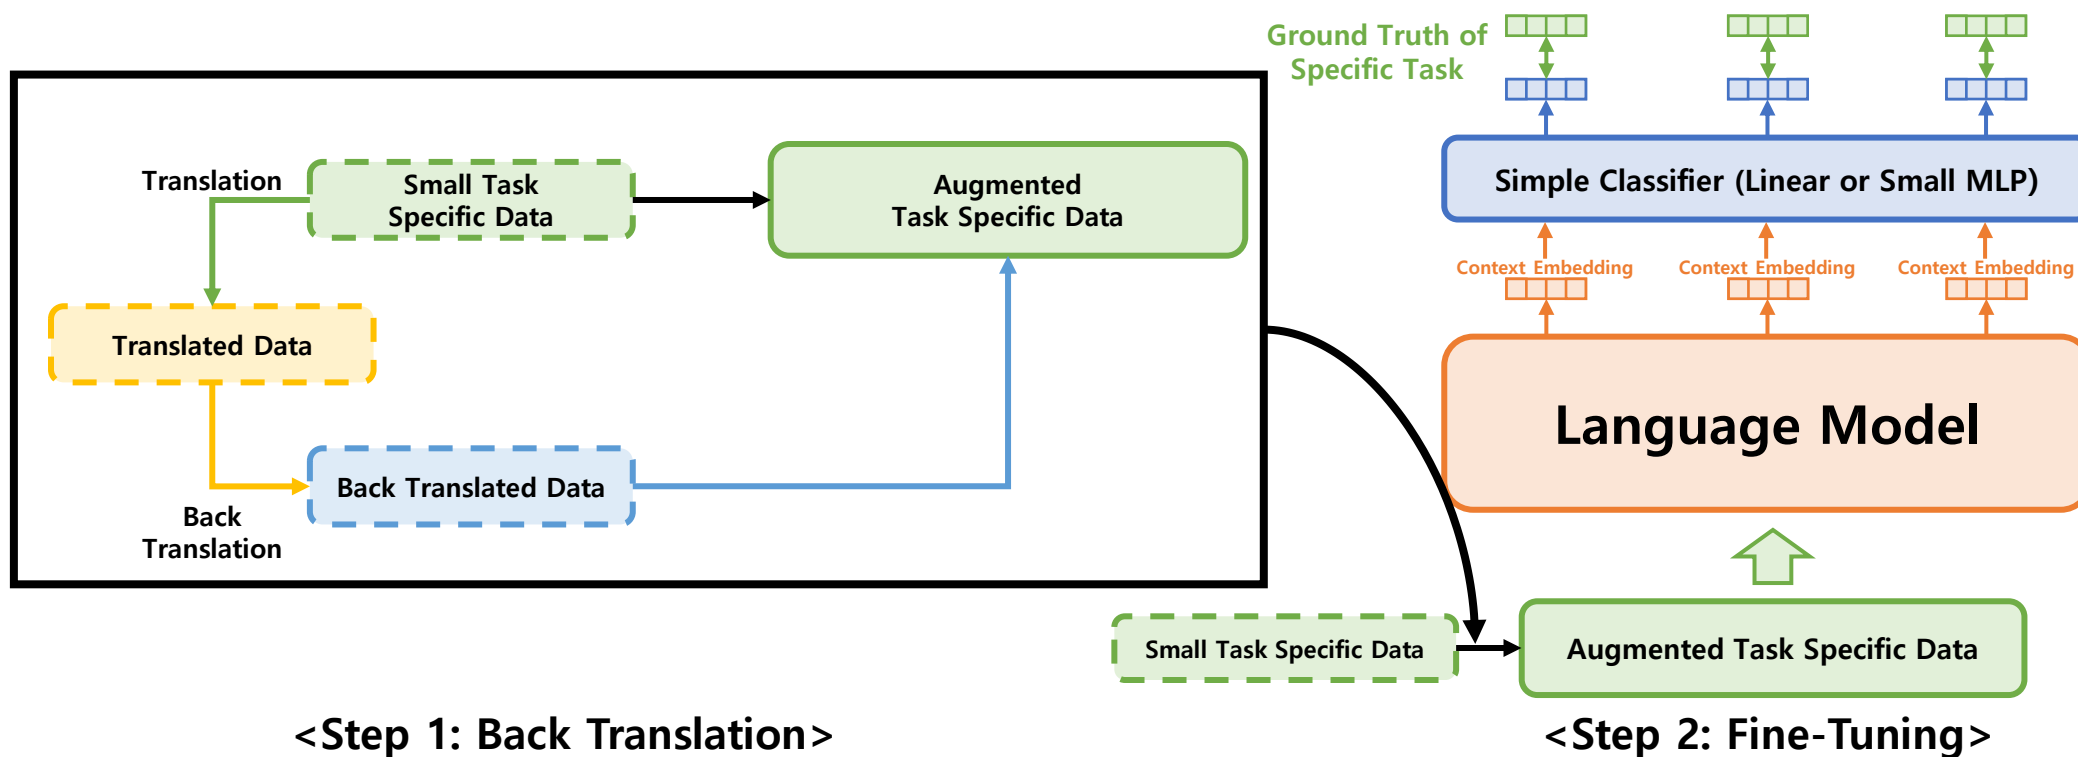 Translation
Small Task
Specific Data
Augmented
Task Specific Data
Translated Data
Back Translated Data
Back
Translation
<Step 1: Back Translation>
Ground Truth of
Specific Task
Simple Classifier (Linear or Small MLP)
Context Embedding
Context Embedding
Context Embedding
Language Model
Small Task Specific Data
Augmented Task Specific Data
<Step 2: Fine-Tuning>